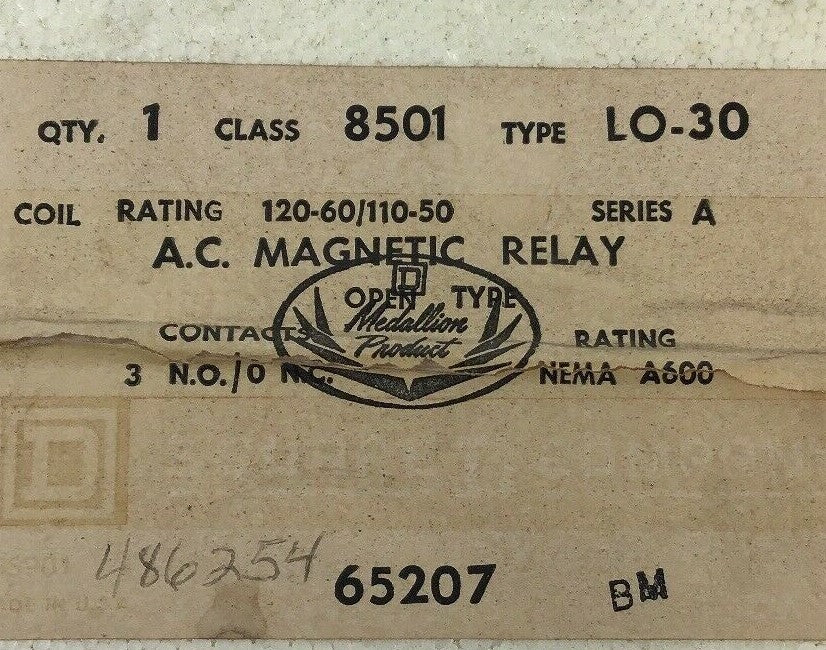 QTY. 1 CLASS 8501 TYPE LO-30
COIL RATING 120-60/110-50 SERIES A
A.C. MAGNETIC RELAY
D
OPEN TYPE
Medallion
Product
CONTACTS RATING
3 N.O./0 N.C. NEMA A600
D
486254
65207 BM